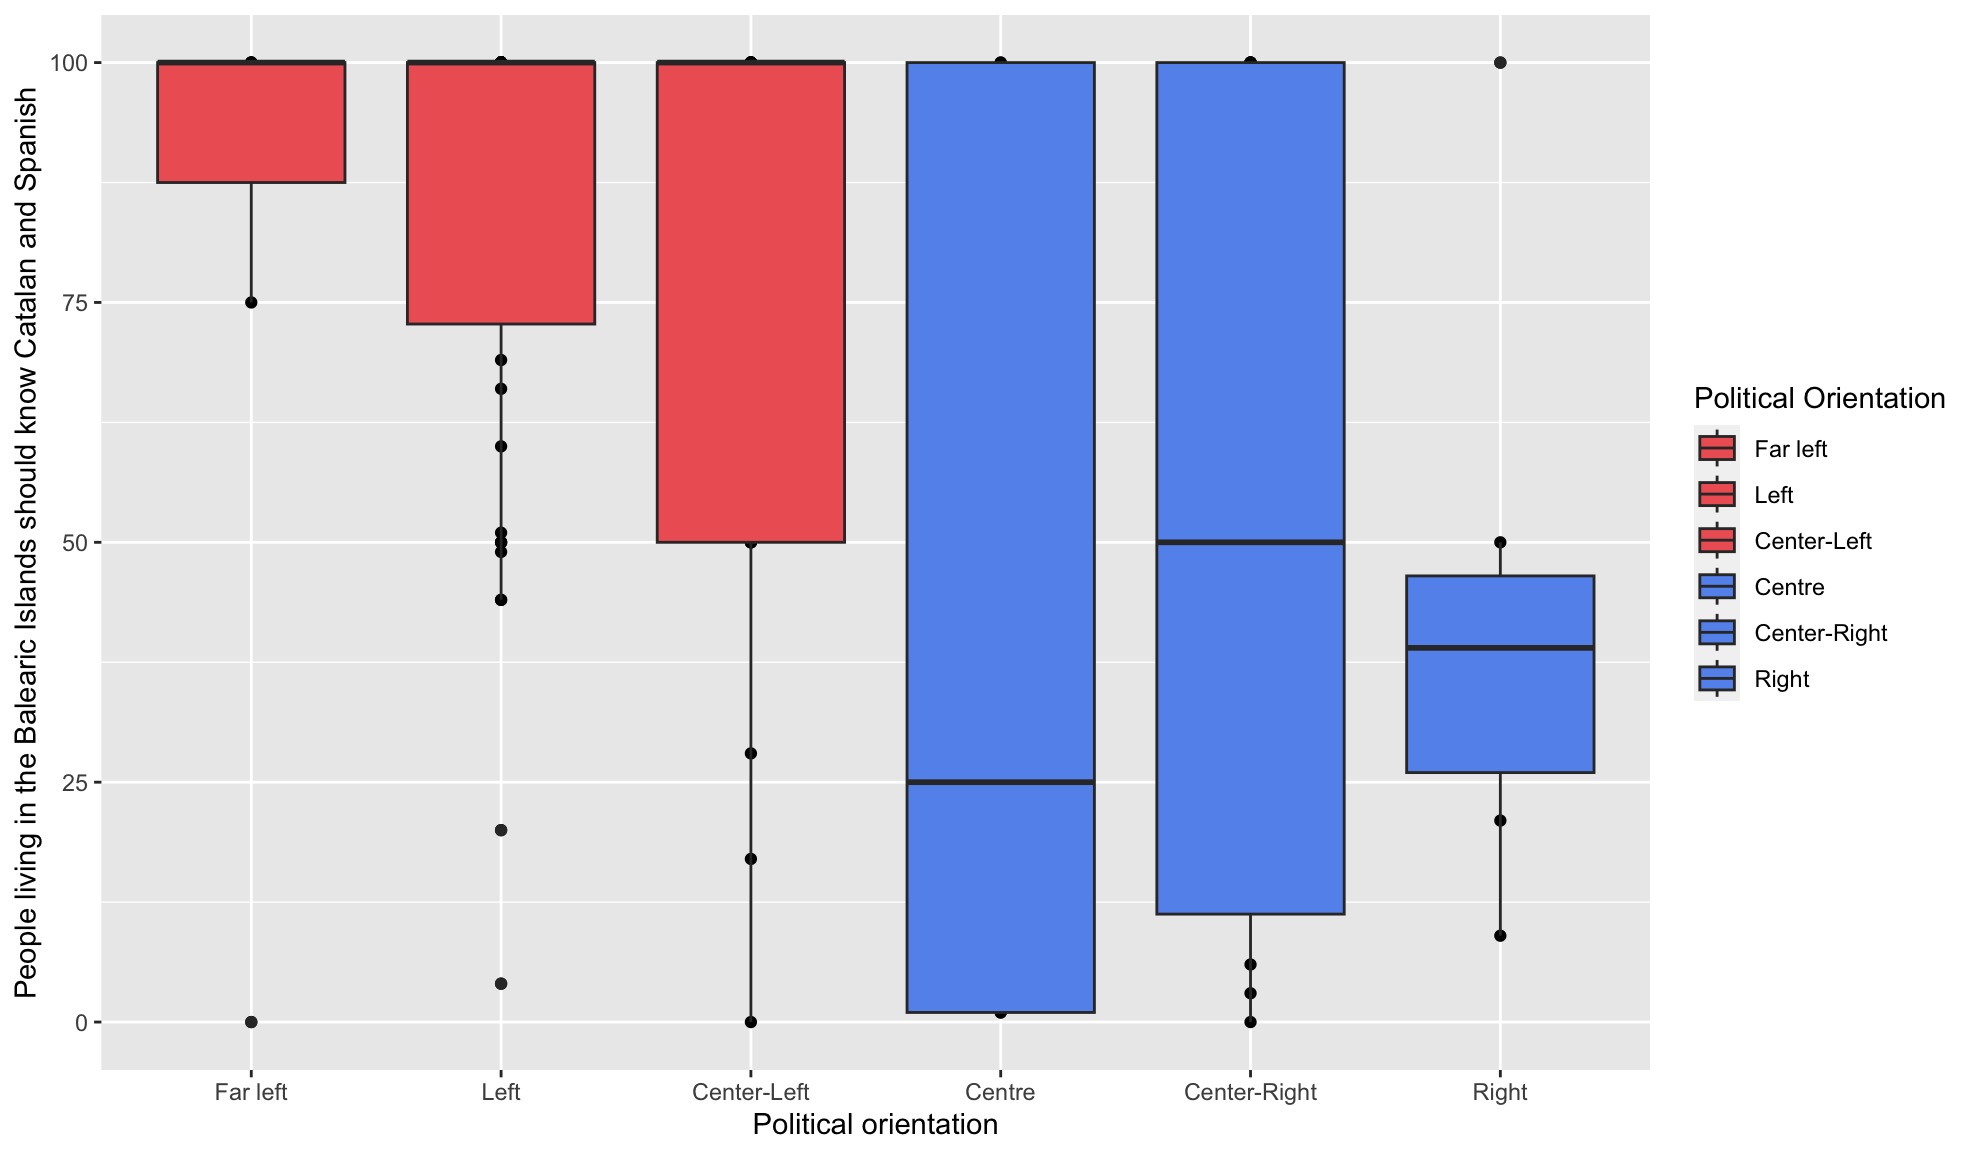 People living in the Balearic Islands should know Catalan and Spanish
100
75
50
25
0
Far left
Left
Center-Left
Centre
Center-Right
Right
Political orientation
Political Orientation
Far left
Left
Center-Left
Centre
Center-Right
Right